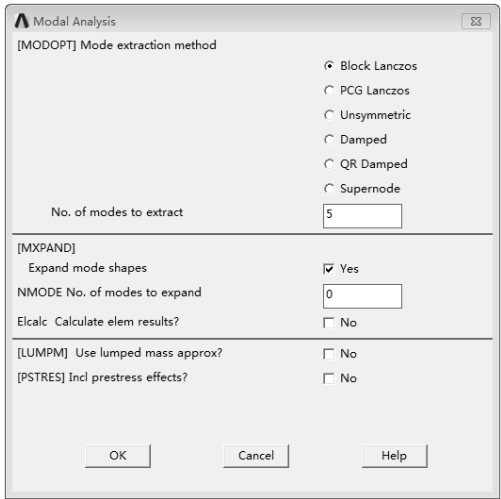 Modal Analysis
[MODOPT] Mode extraction method
Block Lanczos
PCG Lanczos
Unsymmetric
Damped
QR Damped
Supernode
No. of modes to extract 5
[MXPAND]
Expand mode shapes Yes
NMODE No. of modes to expand 0
Elcalc Calculate elem results? No
[LUMPM] Use lumped mass approx? No
[PSTRES] Incl prestress effects? No
OK Cancel Help